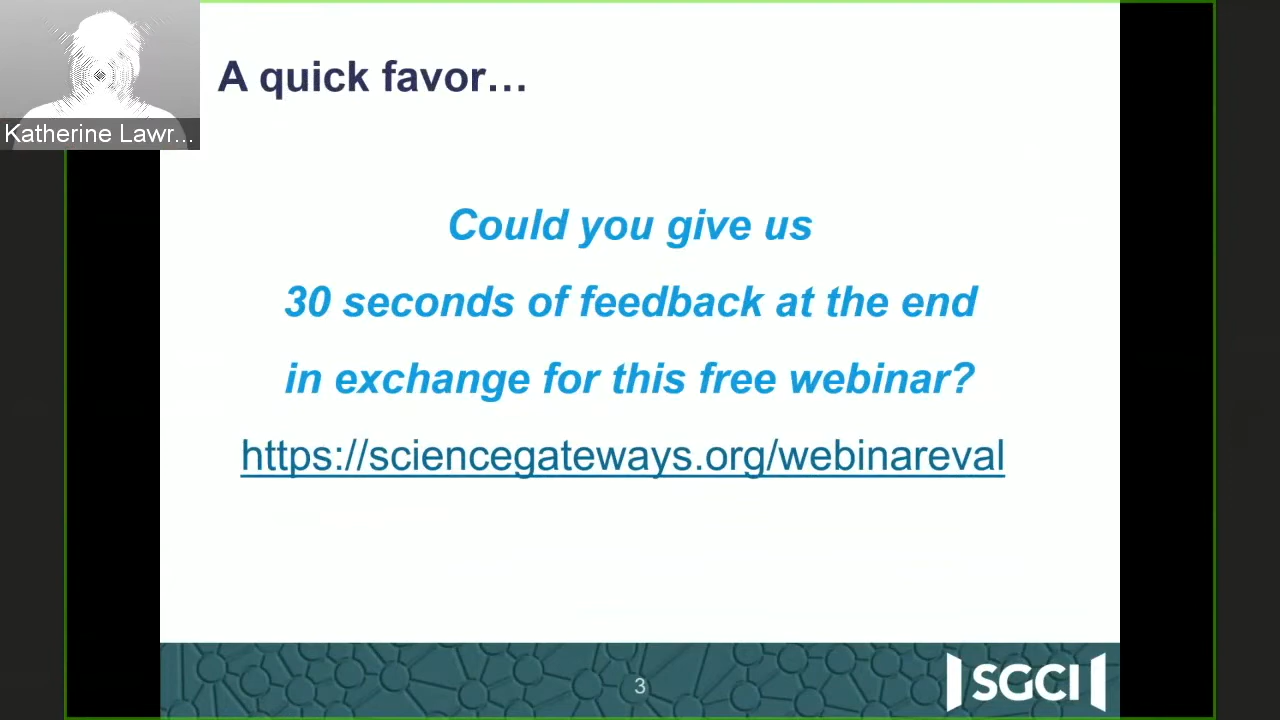 A quick favor…
Katherine Lawr...
Could you give us
30 seconds of feedback at the end
in exchange for this free webinar?
https://sciencegateways.org/webinareval
3
SGCI